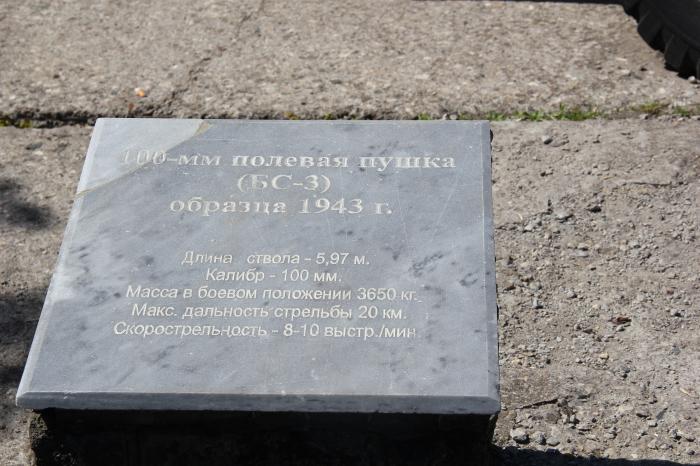 100-мм полевая пушка
(БС-3)
образца 1943 г.
Длина ствола - 5,97 м.
Калибр - 100 мм.
Масса в боевом положении 3650 кг.
Макс. дальность стрельбы 20 км.
Скорострельность - 8-10 выстр./мин.